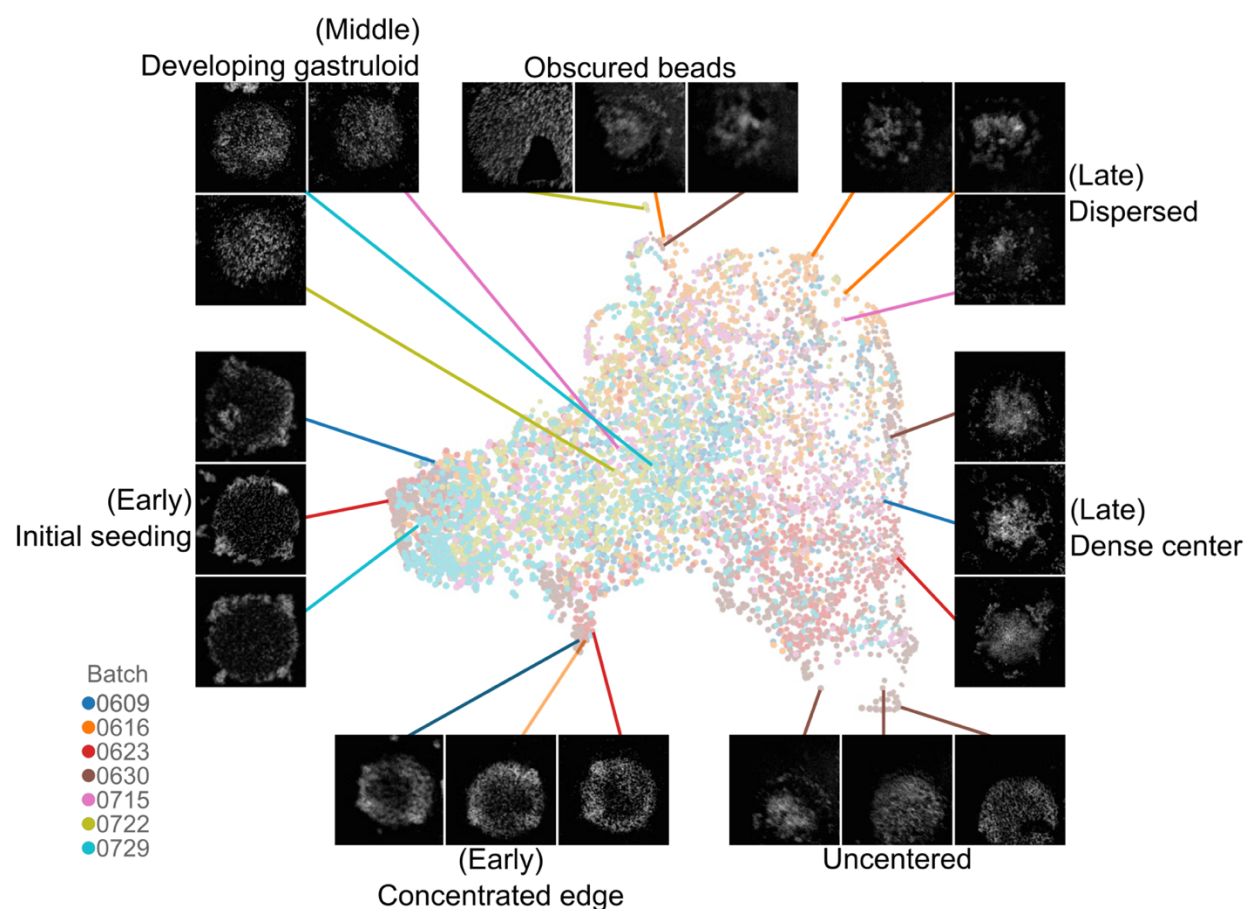 (Middle)
Developing gastruloid
Obscured beads
(Late)
Dispersed
(Early)
Initial seeding
(Late)
Dense center
Batch
0609
0616
0623
0630
0715
0722
0729
(Early)
Concentrated edge
Uncentered